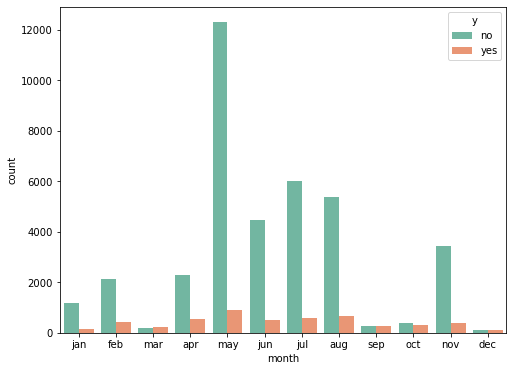 y
no
yes
12000
10000
8000
6000
4000
2000
0
count
jan feb mar apr may jun jul aug sep oct nov dec
month